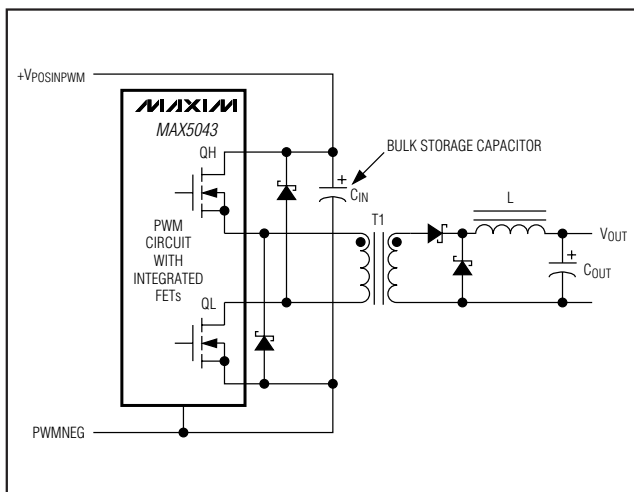 +VPOSINPWM
MAXIM
MAX5043
QH
BULK STORAGE CAPACITOR
+
CIN
T1
L
VOUT
PWM
CIRCUIT
WITH
INTEGRATED
FETs
+
COUT
QL
PWMNEG